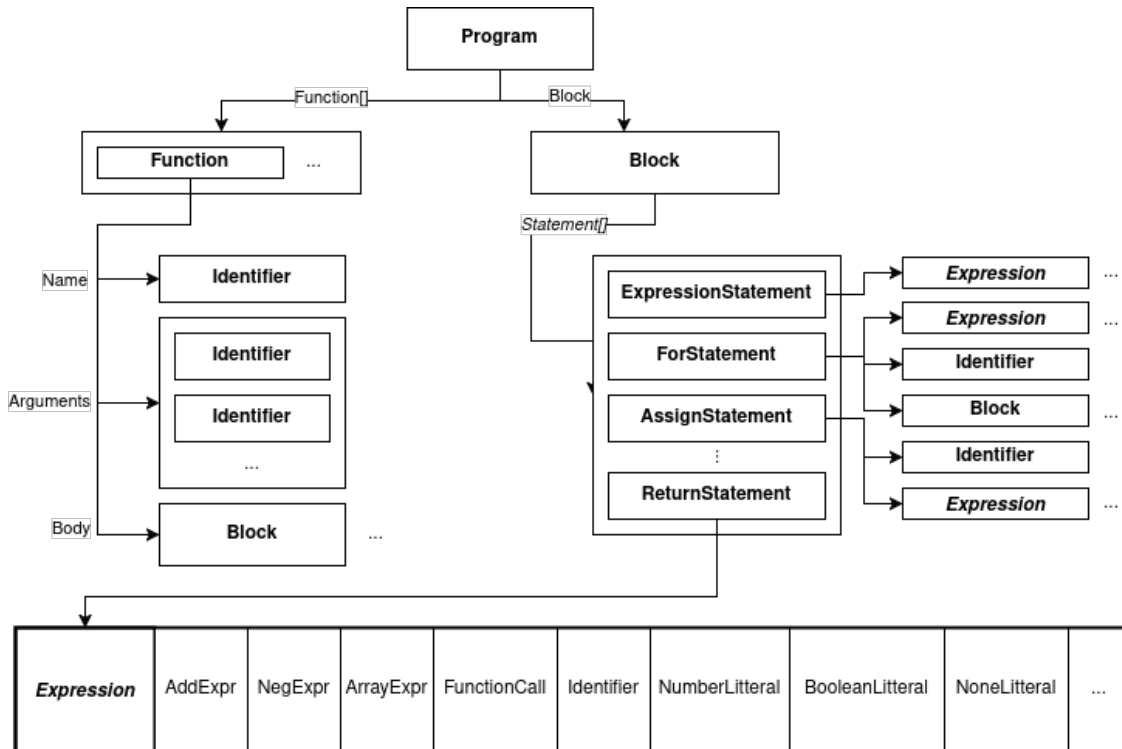 Program
Function[]
Block
Function
...
Block
Statement[]
Name
Identifier
Arguments
Identifier
Identifier
...
Body
Block
...
ExpressionStatement
Expression
...
ForStatement
Expression
...
Identifier
Block
...
AssignStatement
Identifier
Expression
...
⋮
ReturnStatement
Expression
AddExpr
NegExpr
ArrayExpr
FunctionCall
Identifier
NumberLitteral
BooleanLitteral
NoneLitteral
...